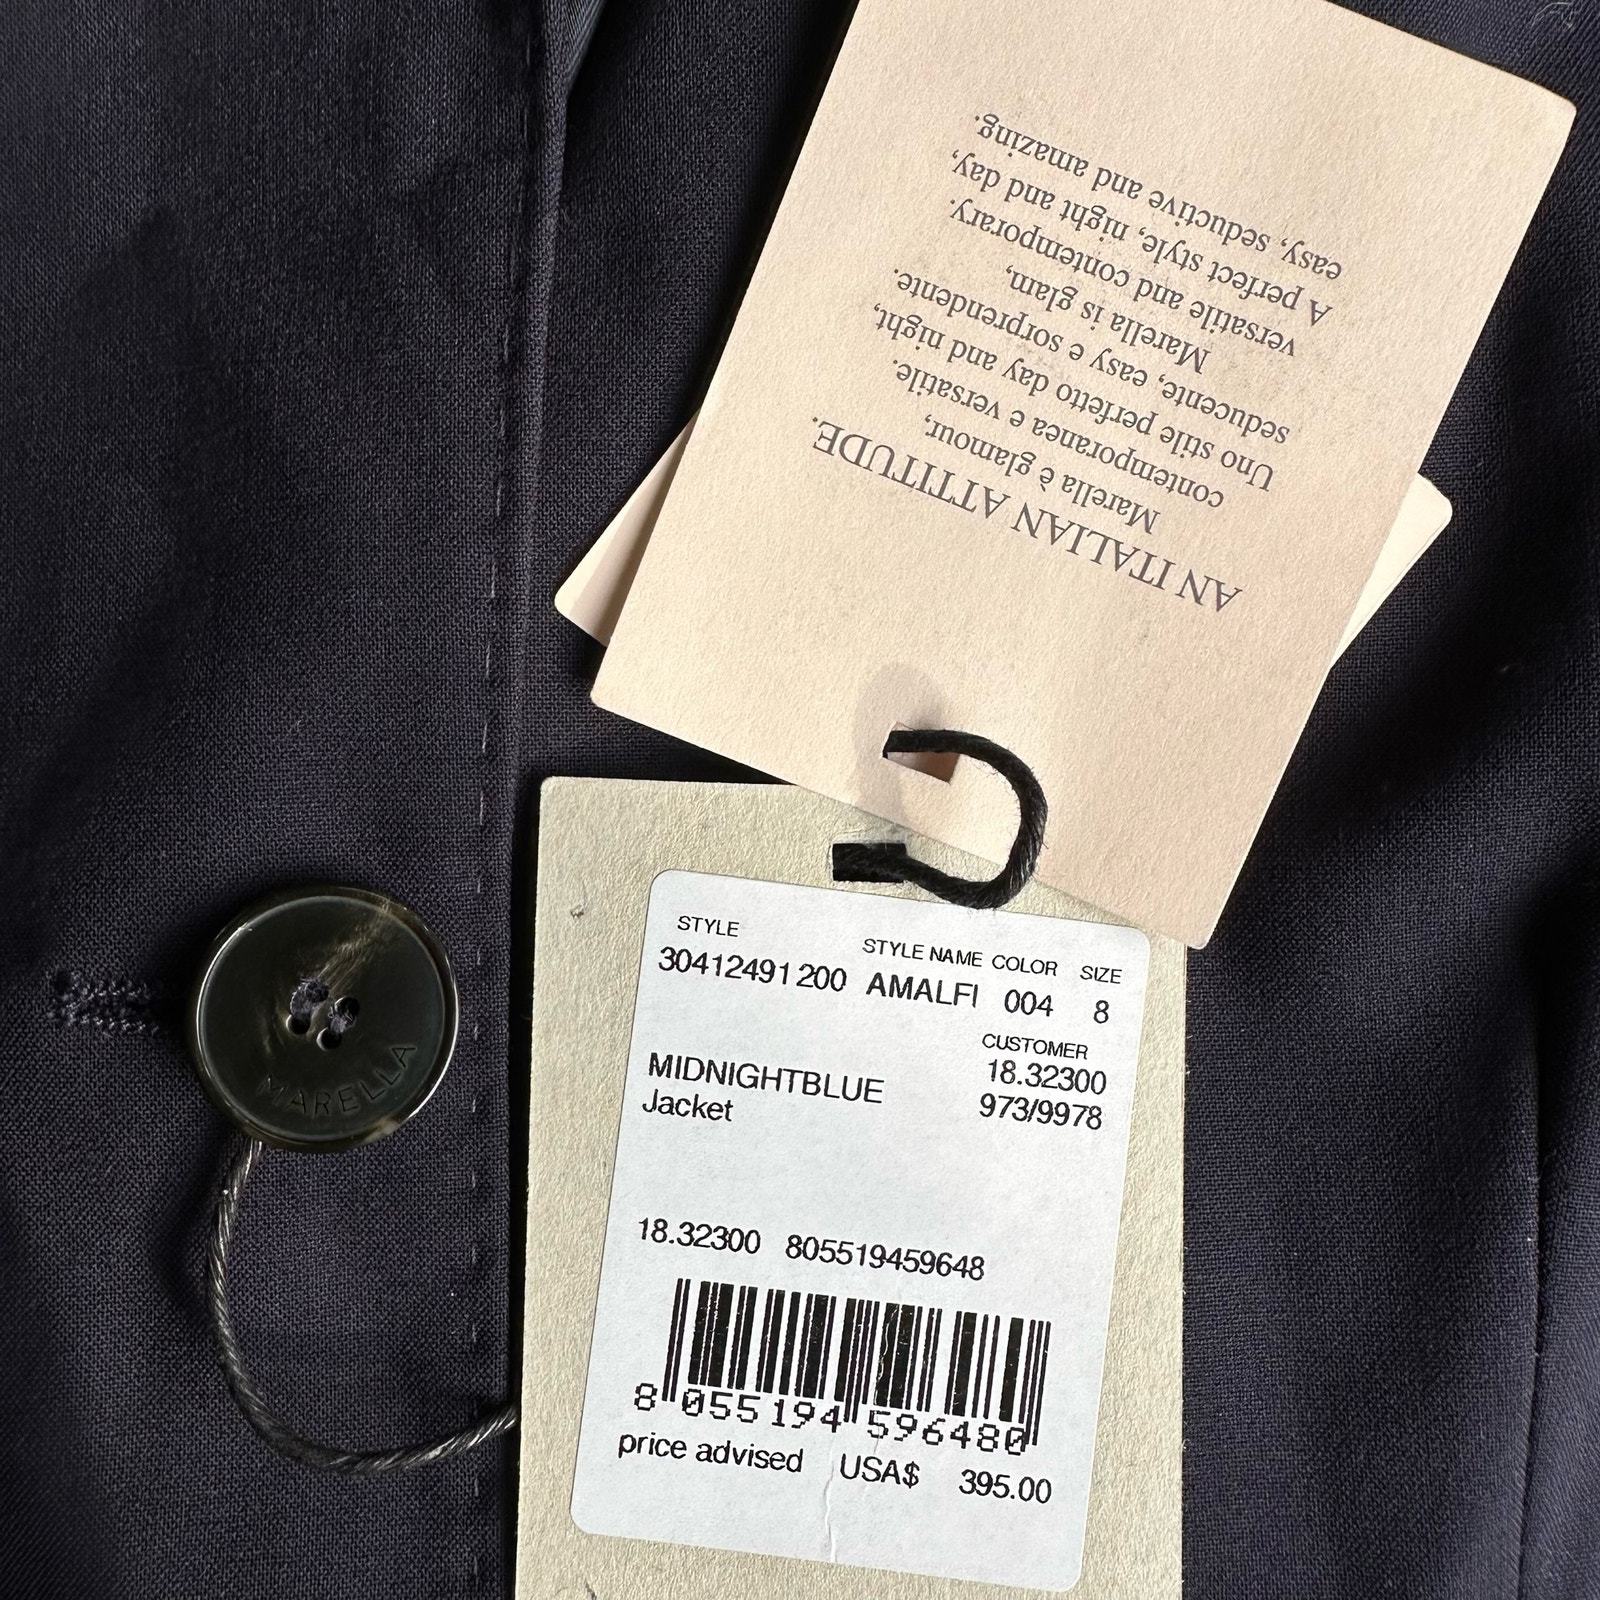 AN ITALIAN ATTITUDE.
Marella è glamour,
contemporanea e versatile.
Uno stile perfetto day and night,
seducente, easy e sorprendente.
Marella is glam,
versatile and contemporary.
A perfect style, night and day,
easy, seductive and amazing.
STYLE STYLE NAME COLOR SIZE
30412491200 AMALFI 004 8
CUSTOMER
MIDNIGHTBLUE 18.32300
Jacket 973/9978
18.32300 805519459648
8 055194 596480
price advised USA$ 395.00
MARELLA